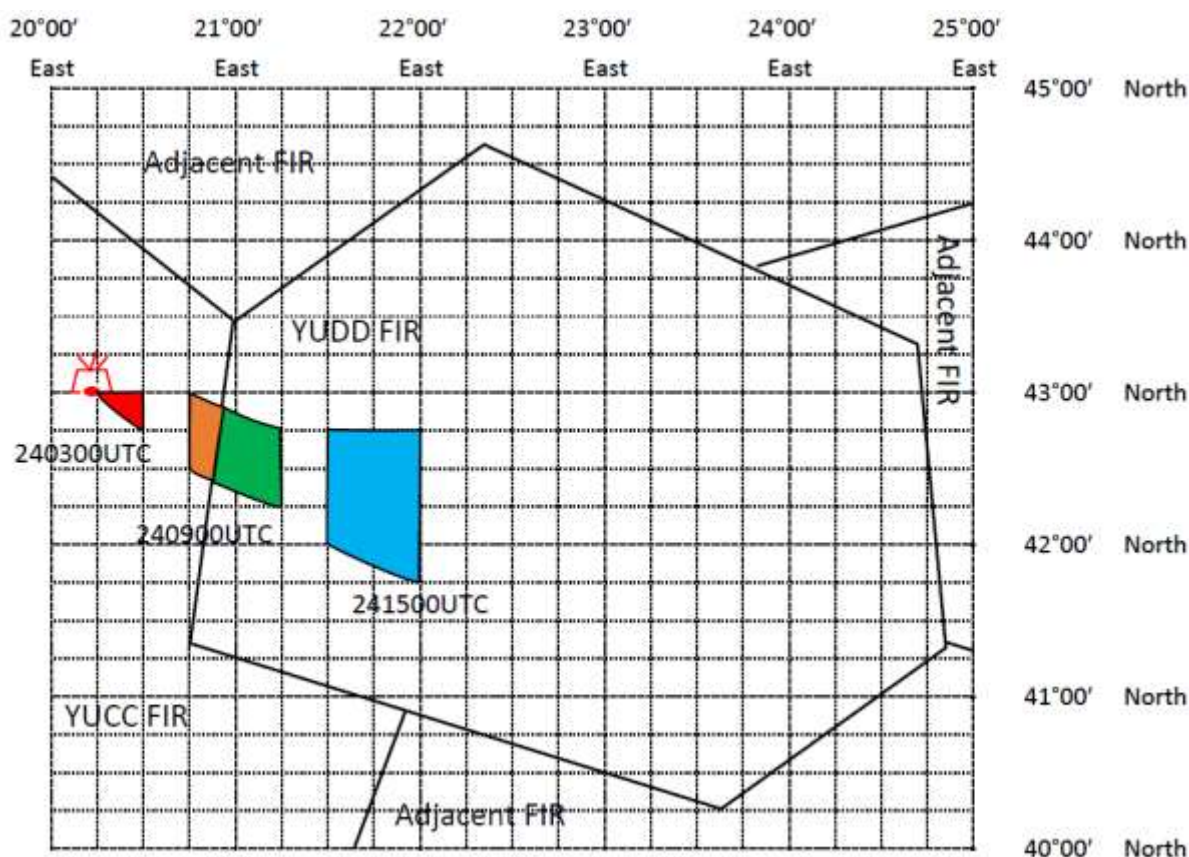 20°00′ 21°00′ 22°00′ 23°00′ 24°00′ 25°00′
East East East East East East
45°00′ North
Adjacent FIR
44°00′ North
Adjacent FIR
YUDD FIR
43°00′ North
240300UTC
240900UTC
42°00′ North
241500UTC
41°00′ North
YUCC FIR
Adjacent FIR
40°00′ North